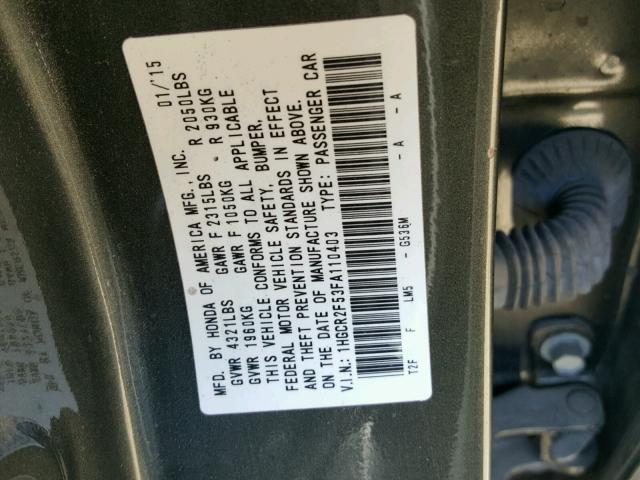 MFD. BY HONDA OF AMERICA MFG., INC. 01/'15
GVWR 4321LBS GAWR F 2315LBS R 2050LBS
GVWR 1960KG GAWR F 1050KG R 930KG
THIS VEHICLE CONFORMS TO ALL APPLICABLE
FEDERAL MOTOR VEHICLE SAFETY, BUMPER,
AND THEFT PREVENTION STANDARDS IN EFFECT
ON THE DATE OF MANUFACTURE SHOWN ABOVE.
V.I.N.: 1HGCR2F53FA110403 TYPE: PASSENGER CAR
T2F F LM5 - G536M - A - A